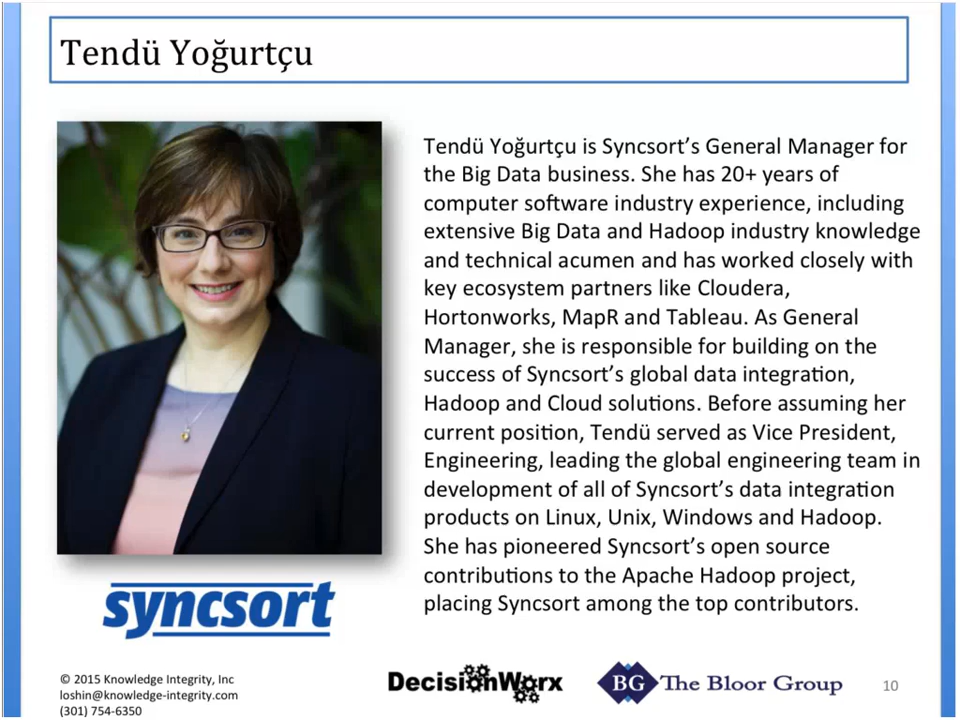 Tendü Yoğurtçu
Tendü Yoğurtçu is Syncsort’s General Manager for
the Big Data business. She has 20+ years of
computer software industry experience, including
extensive Big Data and Hadoop industry knowledge
and technical acumen and has worked closely with
key ecosystem partners like Cloudera,
Hortonworks, MapR and Tableau. As General
Manager, she is responsible for building on the
success of Syncsort’s global data integration,
Hadoop and Cloud solutions. Before assuming her
current position, Tendü served as Vice President,
Engineering, leading the global engineering team in
development of all of Syncsort’s data integration
products on Linux, Unix, Windows and Hadoop.
She has pioneered Syncsort’s open source
contributions to the Apache Hadoop project,
placing Syncsort among the top contributors.
syncsort
© 2015 Knowledge Integrity, Inc
loshin@knowledge-integrity.com
(301) 754-6350
DecisionWorx
BG The Bloor Group
10